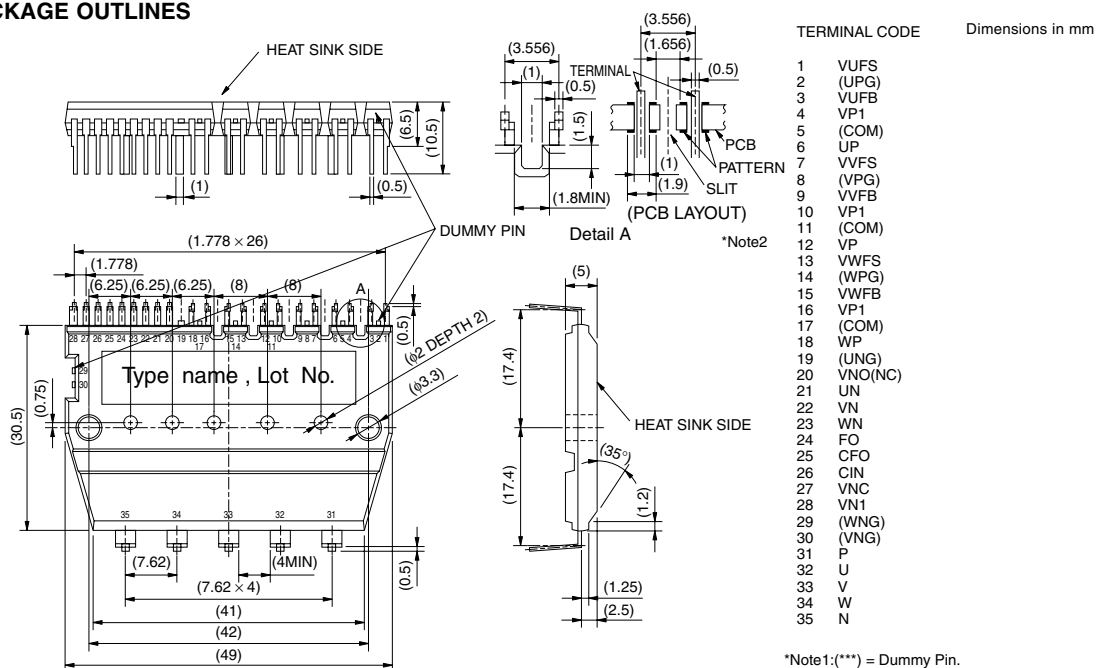 CKAGE OUTLINES
HEAT SINK SIDE
(6.5)
(10.5)
(1)
(0.5)
DUMMY PIN
(3.556)
(1)
(0.5)
(1.5)
(1.8MIN)
Detail A
(3.556)
(1.656)
TERMINAL
(0.5)
PCB
PATTERN
(1)
SLIT
(1.9)
(PCB LAYOUT)
*Note2
(1.778 × 26)
(1.778)
(6.25)
(6.25)
(6.25)
(8)
(8)
A
(0.5)
28 27 26 25 24 23 22 21 20 19 18 16 15 13 12 10 9 8 7 6 5 4 3 2 1
17 14 11
29
30
Type name , Lot No.
(φ2 DEPTH 2)
(φ3.3)
(0.75)
(30.5)
35 34 33 32 31
(7.62)
(4MIN)
(0.5)
(7.62 × 4)
(41)
(42)
(49)
(5)
(17.4)
HEAT SINK SIDE
(17.4)
(35°)
(1.2)
(1.25)
(2.5)
TERMINAL CODE
Dimensions in mm
1 VUFS
2 (UPG)
3 VUFB
4 VP1
5 (COM)
6 UP
7 VVFS
8 (VPG)
9 VVFB
10 VP1
11 (COM)
12 VP
13 VWFS
14 (WPG)
15 VWFB
16 VP1
17 (COM)
18 WP
19 (UNG)
20 VNO(NC)
21 UN
22 VN
23 WN
24 FO
25 CFO
26 CIN
27 VNC
28 VN1
29 (WNG)
30 (VNG)
31 P
32 U
33 V
34 W
35 N
*Note1:(***) = Dummy Pin.